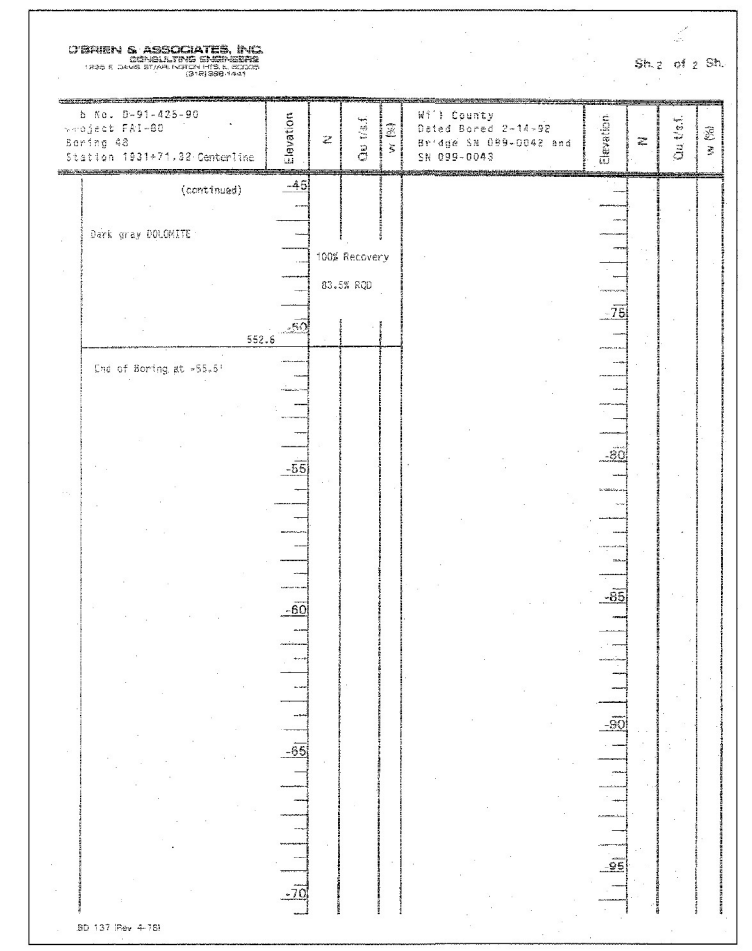 O'BRIEN & ASSOCIATES, INC.
CONSULTING ENGINEERS
Sh. 2 of 2 Sh.
b No. D-91-425-90
oject FAI-80
Boring 48
Station 1931+71.32 Centerline
Elevation
N
Qu t/s.f.
w (%)
Will County
Dated Bored 2-14-92
Bridge SN 099-0042 and
SN 099-0043
Elevation
N
Qu t/s.f.
w (%)
(continued)
-45
Dark gray DOLOMITE
100% Recovery
83.5% RQD
-75
-50
552.6
End of Boring at -55.5'
-80
-55
-85
-60
-90
-65
-95
-70
BD 137 (Rev 4-78)